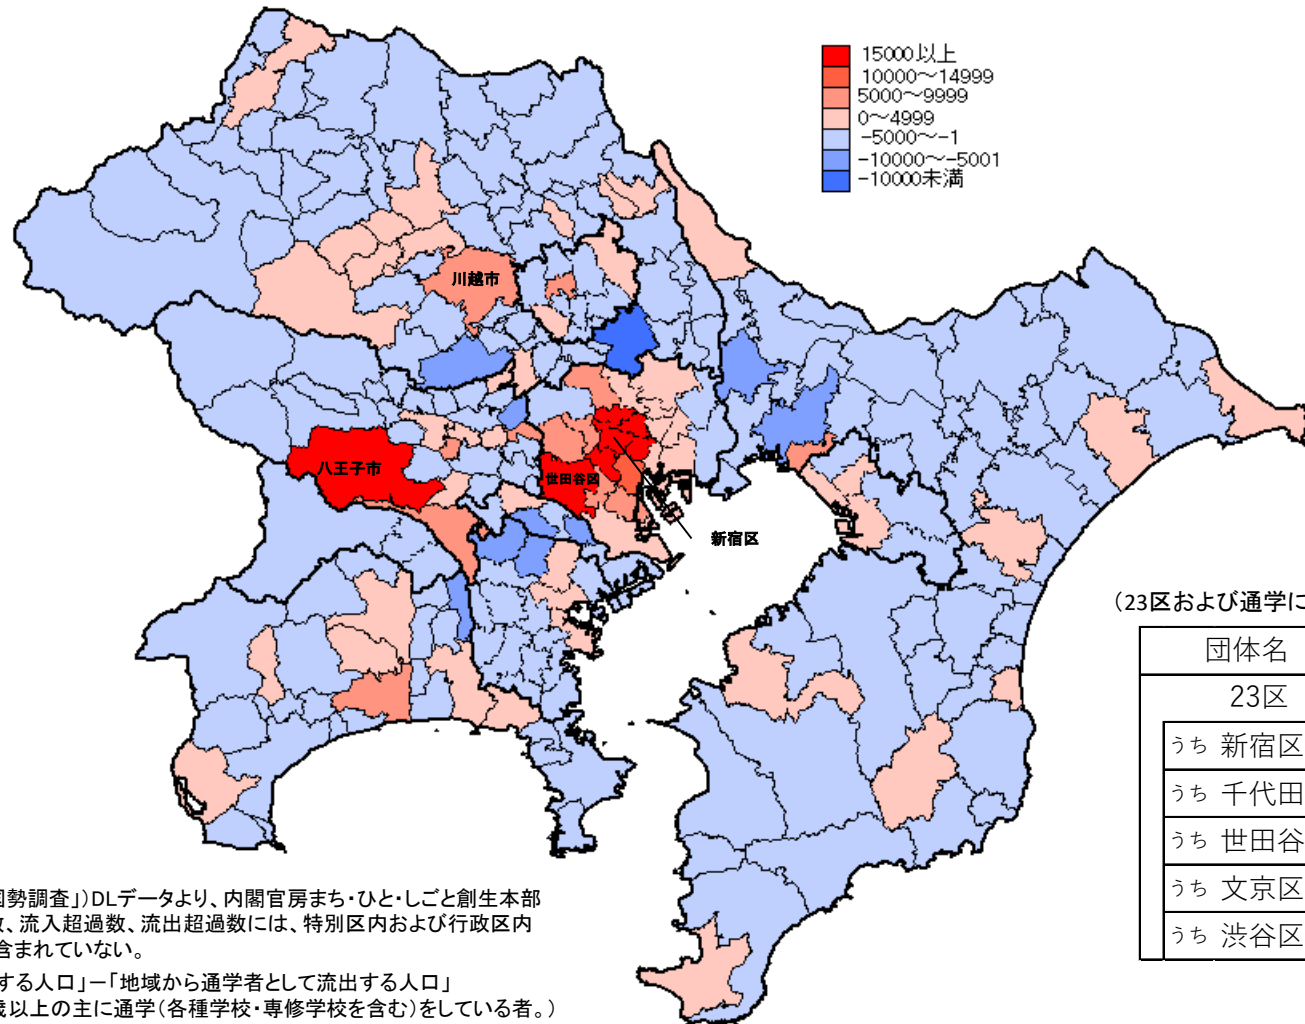 15000以上
10000～14999
5000～9999
0～4999
-5000～-1
-10000～-5001
-10000未満
川越市
八王子市
世田谷区
新宿区
（23区および通学に
団体名
23区
うち 新宿区
うち 千代田
うち 世田谷
うち 文京区
うち 渋谷区
国勢調査」）DLデータより、内閣官房まち・ひと・しごと創生本部
数、流入超過数、流出超過数には、特別区内および行政区内
含まれていない。
する人口」－「地域から通学者として流出する人口」
歳以上の主に通学（各種学校・専修学校を含む）をしている者。）